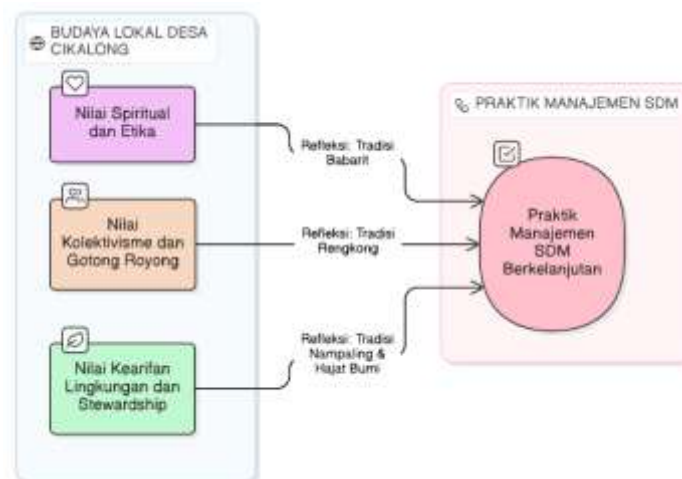 BUDAYA LOKAL DESA
CIKALONG
Nilai Spiritual
dan Etika
Nilai
Kolektivisme dan
Gotong Royong
Nilai Kearifan
Lingkungan dan
Stewardship
Refleksi: Tradisi
Babarit
Refleksi: Tradisi
Rengkong
Refleksi: Tradisi
Nampaling &
Hajat Bumi
PRAKTIK MANAJEMEN SDM
Praktik
Manajemen
SDM
Berkelanjutan